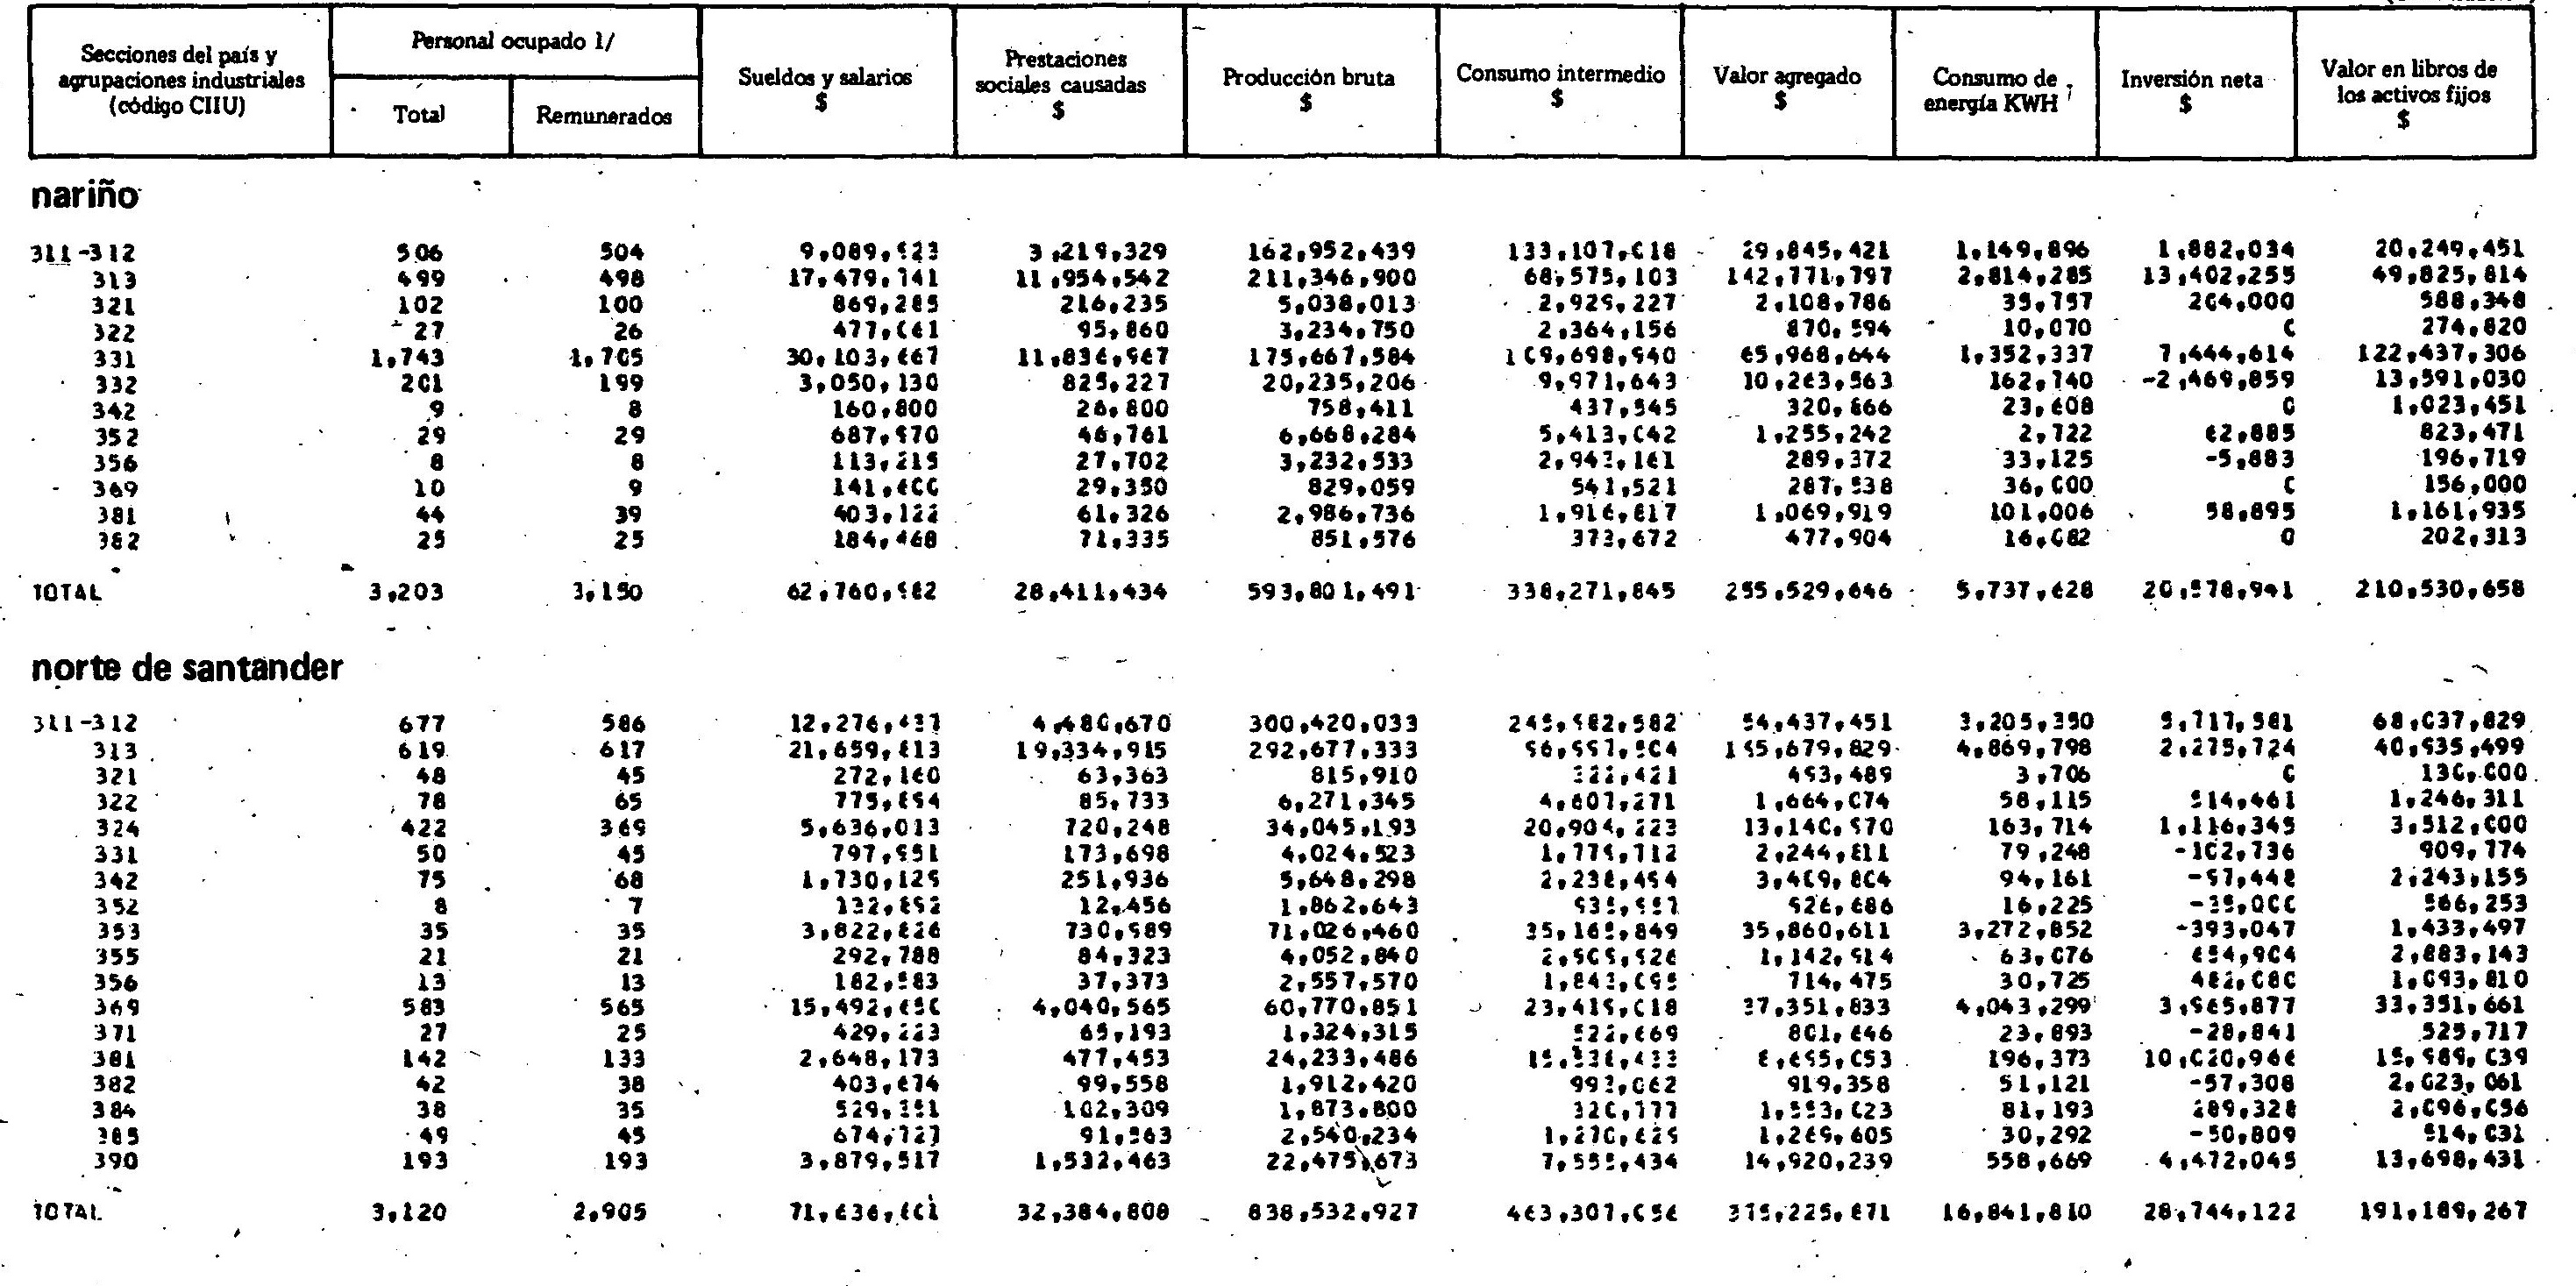 Secciones del país y agrupaciones industriales (código CIIU)
Personal ocupado 1/
Total
Remunerados
Sueldos y salarios $
Prestaciones sociales causadas $
Producción bruta $
Consumo intermedio $
Valor agregado $
Consumo de energía KWH
Inversión neta $
Valor en libros de los activos fijos $
nariño
311-312 506 504 9,089,523 3,219,329 162,952,439 133,107,018 29,845,421 1,149,896 1,882,034 20,249,451
313 499 498 17,479,741 11,954,542 211,346,900 68,575,103 142,771,797 2,814,285 13,402,255 49,825,814
321 102 100 869,285 216,235 5,038,013 2,929,227 2,108,786 35,757 204,000 588,348
322 27 26 477,061 95,860 3,234,750 2,364,156 870,594 10,070 0 274,820
331 1,743 1,705 30,103,667 11,836,967 175,667,584 109,698,940 65,968,644 1,352,337 7,444,614 122,437,306
332 201 199 3,050,130 825,227 20,235,206 9,971,643 10,263,563 162,740 -2,469,859 13,591,030
342 9 8 160,800 26,800 758,411 437,545 320,866 23,608 0 1,023,451
352 29 29 687,970 46,761 6,668,284 5,413,042 1,255,242 2,722 62,885 823,471
356 8 8 113,215 27,702 3,232,533 2,943,161 289,372 33,125 -5,883 196,719
369 10 9 141,600 29,350 829,059 541,521 287,538 36,000 0 156,000
381 44 39 403,122 61,326 2,986,736 1,916,817 1,069,919 101,006 58,895 1,161,935
382 25 25 184,468 71,335 851,576 373,672 477,904 16,082 0 202,313
TOTAL 3,203 3,150 62,760,582 28,411,434 593,801,491 338,271,845 255,529,646 5,737,628 20,578,941 210,530,658
norte de santander
311-312 677 586 12,276,437 4,480,670 300,420,033 245,982,582 54,437,451 3,205,350 5,717,581 68,037,829
313 619 617 21,659,813 19,334,915 292,677,333 96,997,504 195,679,829 4,869,798 2,275,724 40,935,499
321 48 45 272,160 63,363 815,910 322,421 493,489 3,706 0 130,000
322 78 65 775,854 85,733 6,271,345 4,607,271 1,664,074 58,115 514,461 1,246,311
324 422 369 5,636,013 720,248 34,045,193 20,904,223 13,140,970 163,714 1,116,345 3,512,000
331 50 45 797,951 173,698 4,024,523 1,779,712 2,244,811 79,248 -102,736 909,774
342 75 68 1,730,129 251,936 5,648,298 2,238,494 3,409,804 94,161 -57,448 2,243,155
352 8 7 132,852 12,456 1,862,643 935,957 926,686 16,225 -35,000 566,253
353 35 35 3,822,826 730,989 71,026,460 35,165,849 35,860,611 3,272,852 -393,047 1,433,497
355 21 21 292,788 84,323 4,052,840 2,909,926 1,142,914 63,076 654,904 2,883,143
356 13 13 182,583 37,373 2,557,570 1,843,095 714,475 30,725 482,080 1,093,810
369 583 565 15,492,650 4,040,565 60,770,851 23,419,018 37,351,833 4,043,299 3,965,877 33,351,661
371 27 25 429,223 65,193 1,324,315 522,669 801,646 23,893 -28,841 525,717
381 142 133 2,648,173 477,453 24,233,486 15,538,433 8,695,053 196,373 10,020,966 15,989,039
382 42 38 403,674 99,558 1,912,420 993,062 919,358 51,121 -57,308 2,023,061
384 38 35 529,351 102,309 1,873,800 320,777 1,553,023 81,193 289,328 2,096,056
385 49 45 674,727 91,563 2,540,234 1,270,629 1,269,605 30,292 -50,809 514,031
390 193 193 3,879,517 1,532,463 22,475,673 7,555,434 14,920,239 558,669 4,472,045 13,698,431
TOTAL 3,120 2,905 71,636,601 32,384,808 838,532,927 463,307,056 375,225,871 16,841,810 28,744,122 191,189,267